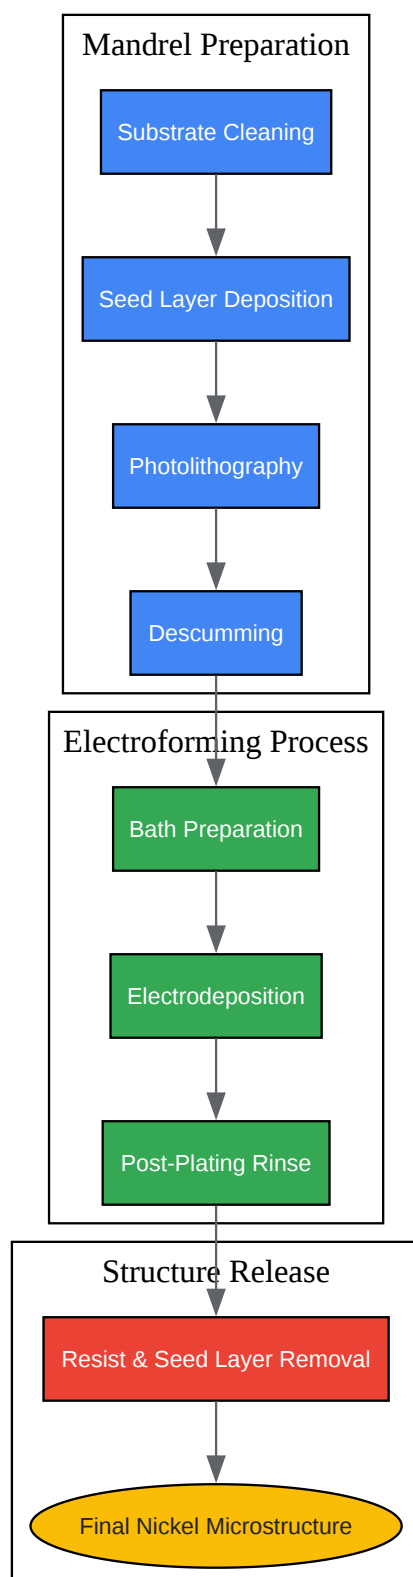 Mandrel Preparation
Substrate Cleaning
Seed Layer Deposition
Photolithography
Descumming
Electroforming Process
Bath Preparation
Electrodeposition
Post-Plating Rinse
Structure Release
Resist & Seed Layer Removal
Final Nickel Microstructure